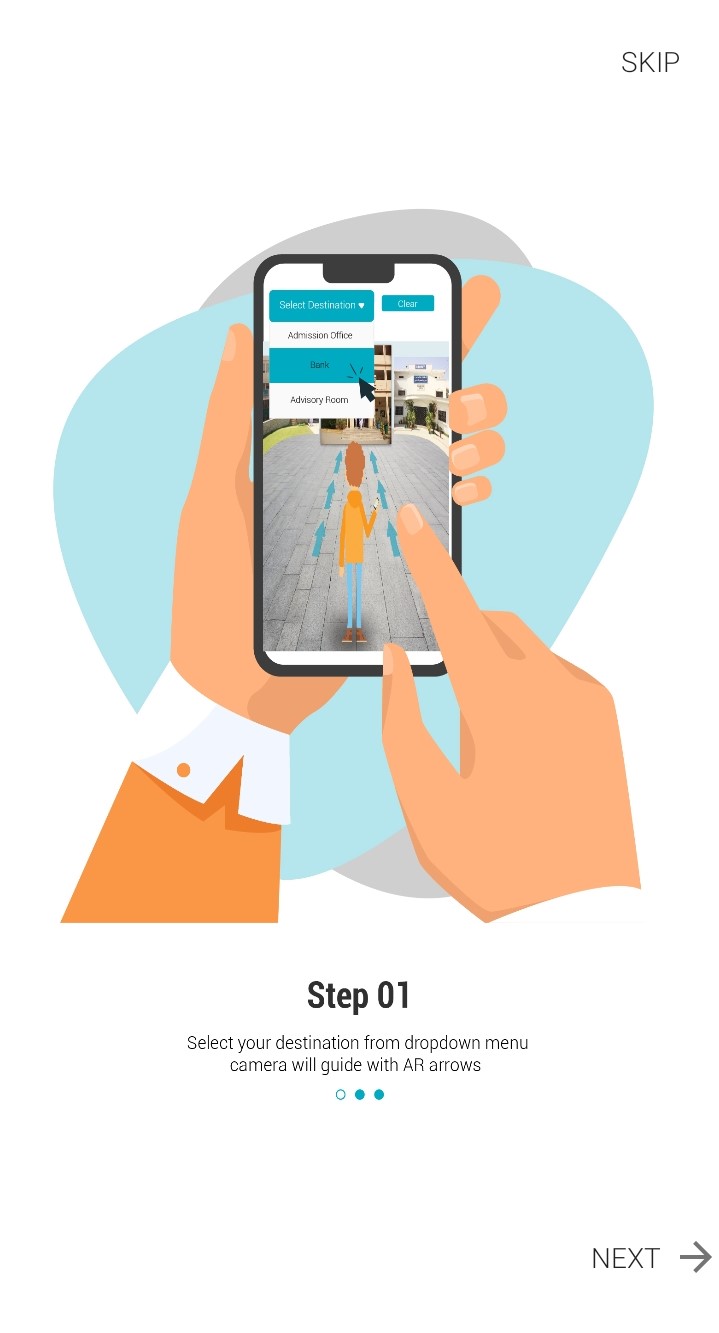 SKIP
Select Destination
Clear
Admission Office
Bank
Advisory Room
Step 01
Select your destination from dropdown menu
camera will guide with AR arrows
NEXT